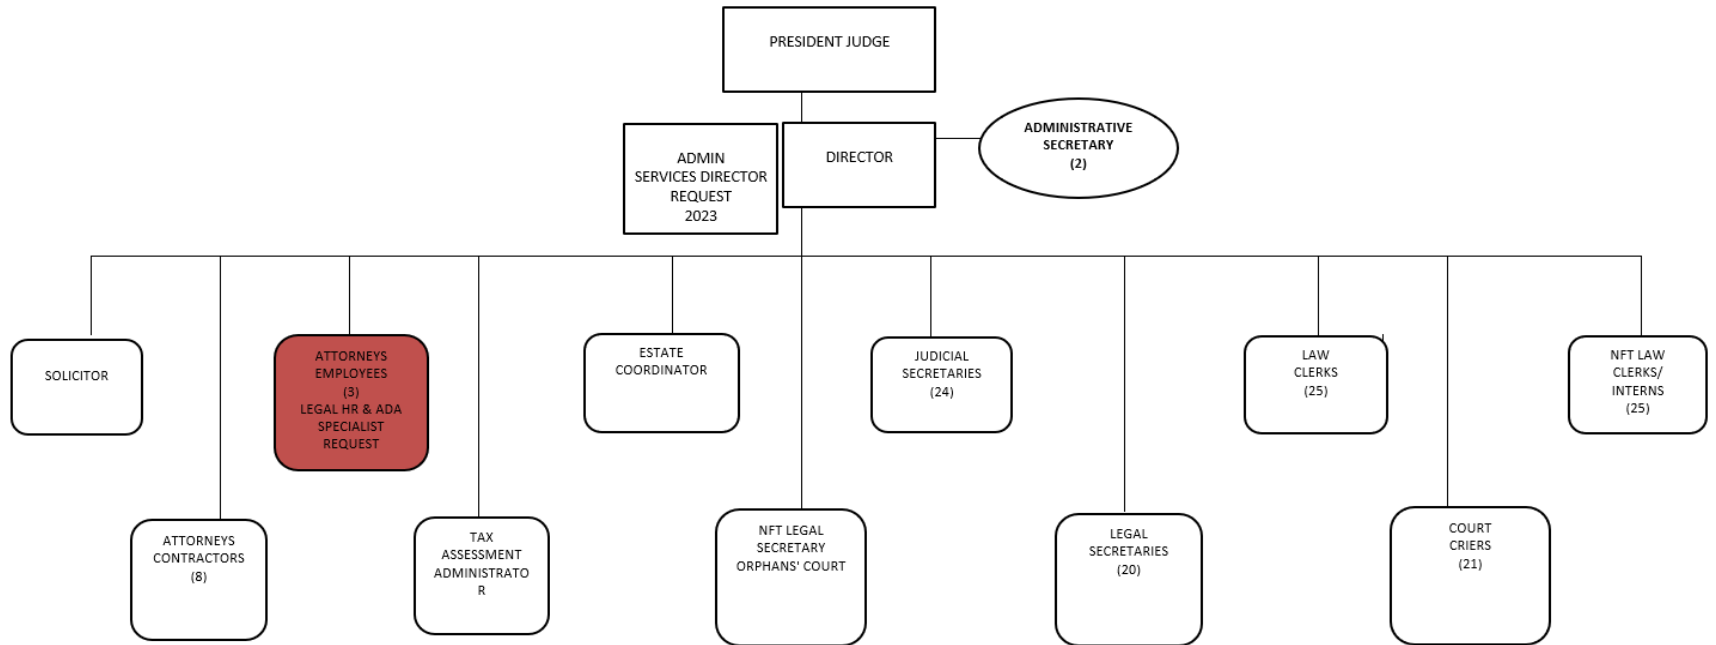 PRESIDENT JUDGE
ADMIN
SERVICES DIRECTOR
REQUEST
2023
DIRECTOR
ADMINISTRATIVE
SECRETARY
(2)
SOLICITOR
ATTORNEYS
EMPLOYEES
(3)
LEGAL HR & ADA
SPECIALIST
REQUEST
ESTATE
COORDINATOR
JUDICIAL
SECRETARIES
(24)
LAW
CLERKS
(25)
NFT LAW
CLERKS/
INTERNS
(25)
ATTORNEYS
CONTRACTORS
(8)
TAX
ASSESSMENT
ADMINISTRATO
R
NFT LEGAL
SECRETARY
ORPHANS' COURT
LEGAL
SECRETARIES
(20)
COURT
CRIERS
(21)